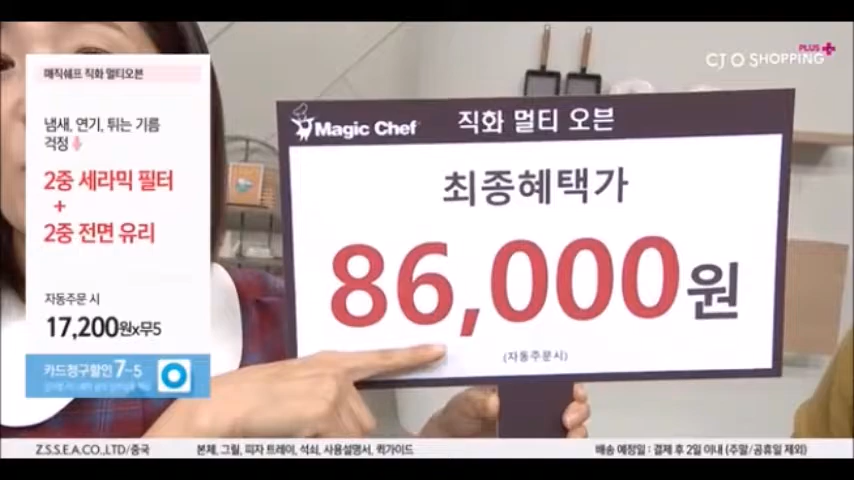 매직쉐프 직화 멀티오븐
냄새, 연기, 튀는 기름
걱정
2중 세라믹 필터
+
2중 전면 유리
자동주문 시
17,200원x무5
카드청구할인 7~5
PLUS
CJ O SHOPPING
Magic Chef 직화 멀티 오븐
최종혜택가
86,000원
(자동주문시)
Z.S.S.E.A.CO.,LTD/중국
본체, 그릴, 피자 트레이, 석쇠, 사용설명서, 퀵가이드
배송 예정일 : 결제 후 2일 이내 (주말/공휴일 제외)